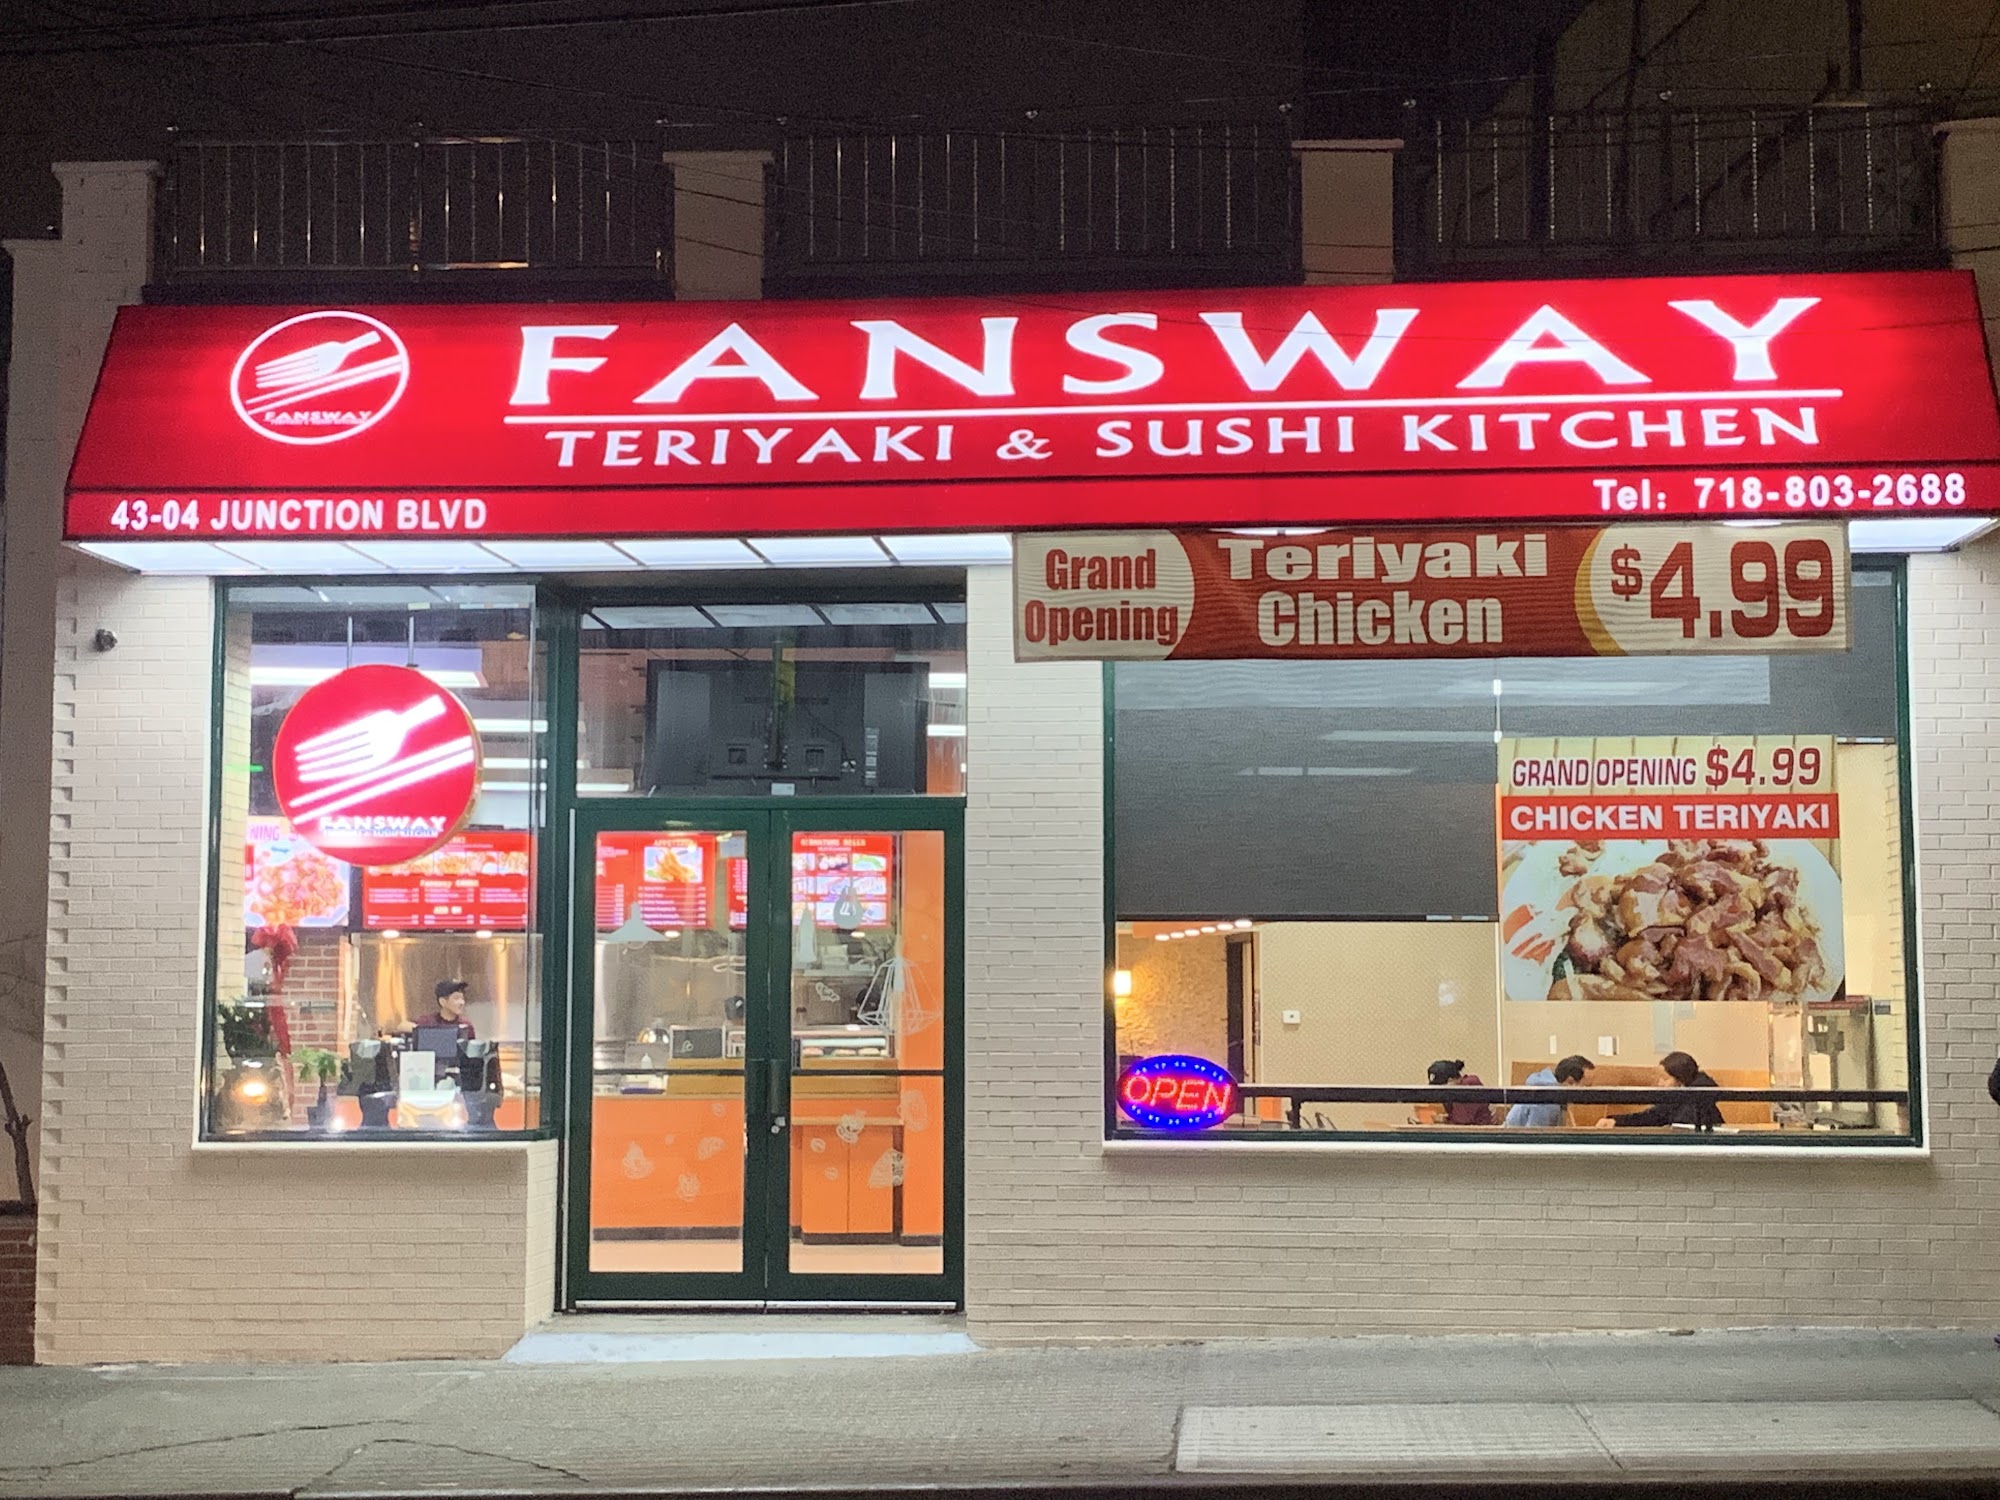 FANSWAY
FANSWAY
TERIYAKI & SUSHI KITCHEN
43-04 JUNCTION BLVD
Tel: 718-803-2688
Grand
Opening
Teriyaki
Chicken
$4.99
FANSWAY
GRAND OPENING $4.99
CHICKEN TERIYAKI
OPEN